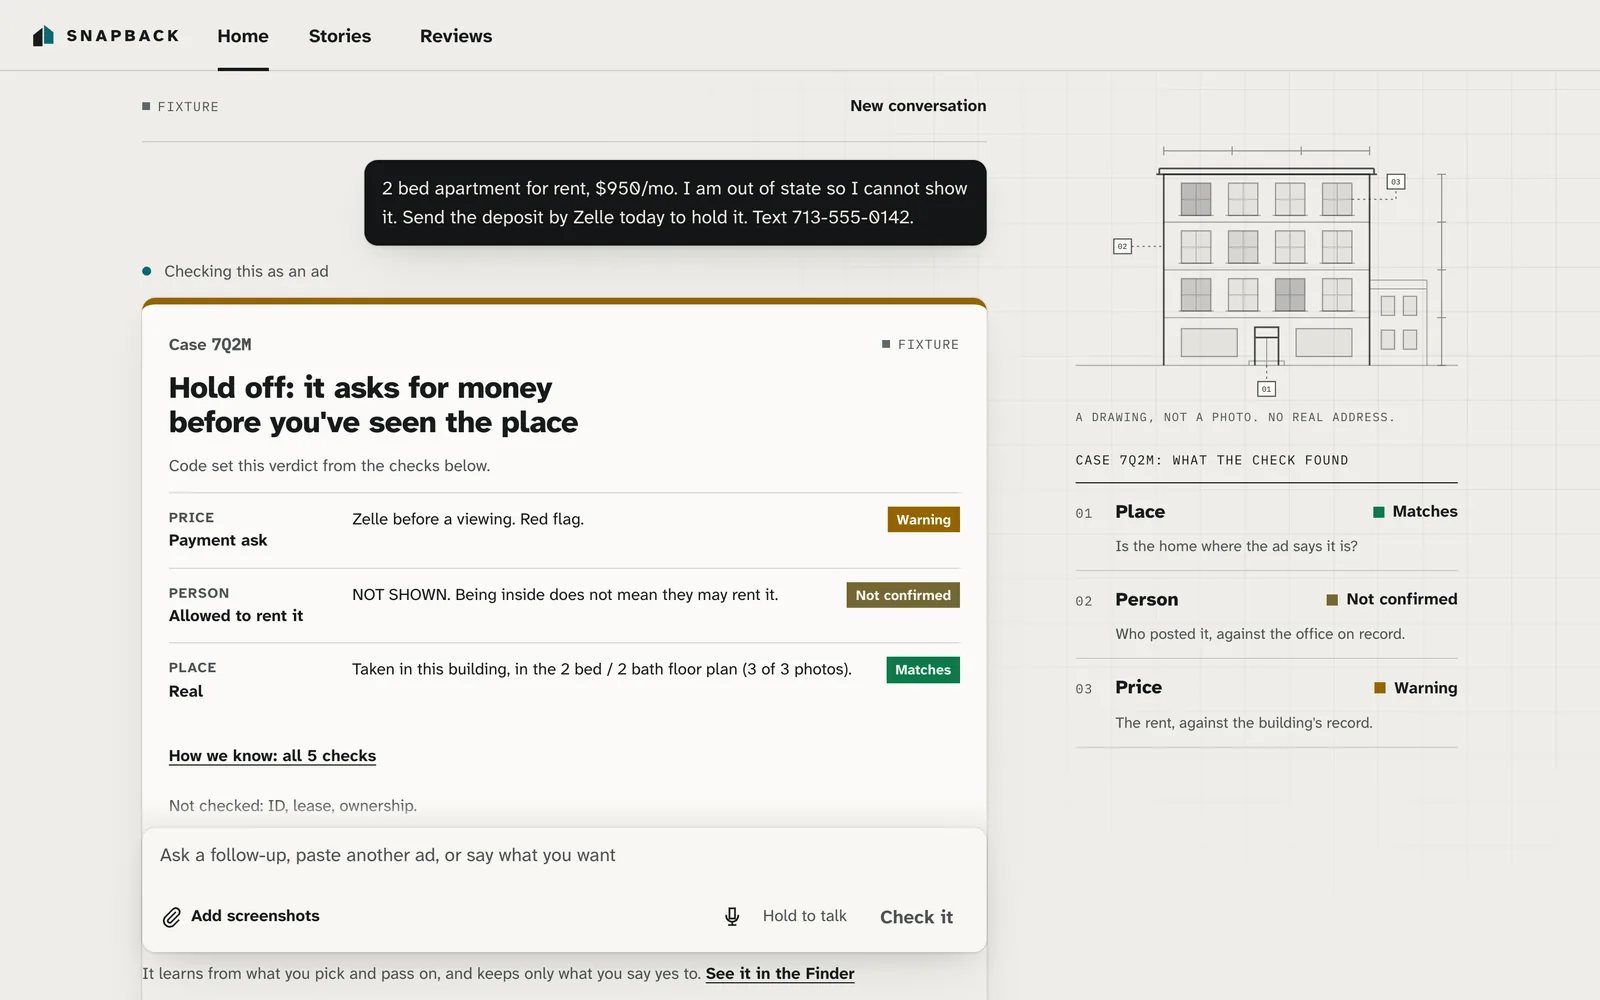 SNAPBACK
Home
Stories
Reviews
FIXTURE
New conversation
2 bed apartment for rent, $950/mo. I am out of state so I cannot show
it. Send the deposit by Zelle today to hold it. Text 713-555-0142.
Checking this as an ad
Case 7Q2M
FIXTURE
Hold off: it asks for money
before you've seen the place
Code set this verdict from the checks below.
PRICE
Payment ask
Zelle before a viewing. Red flag.
Warning
PERSON
Allowed to rent it
NOT SHOWN. Being inside does not mean they may rent it.
Not confirmed
PLACE
Real
Taken in this building, in the 2 bed / 2 bath floor plan (3 of 3 photos).
Matches
How we know: all 5 checks
Not checked: ID, lease, ownership.
Ask a follow-up, paste another ad, or say what you want
Add screenshots
Hold to talk
Check it
It learns from what you pick and pass on, and keeps only what you say yes to. See it in the Finder
03
02
01
A DRAWING, NOT A PHOTO. NO REAL ADDRESS.
CASE 7Q2M: WHAT THE CHECK FOUND
01 Place Matches
Is the home where the ad says it is?
02 Person Not confirmed
Who posted it, against the office on record.
03 Price Warning
The rent, against the building's record.